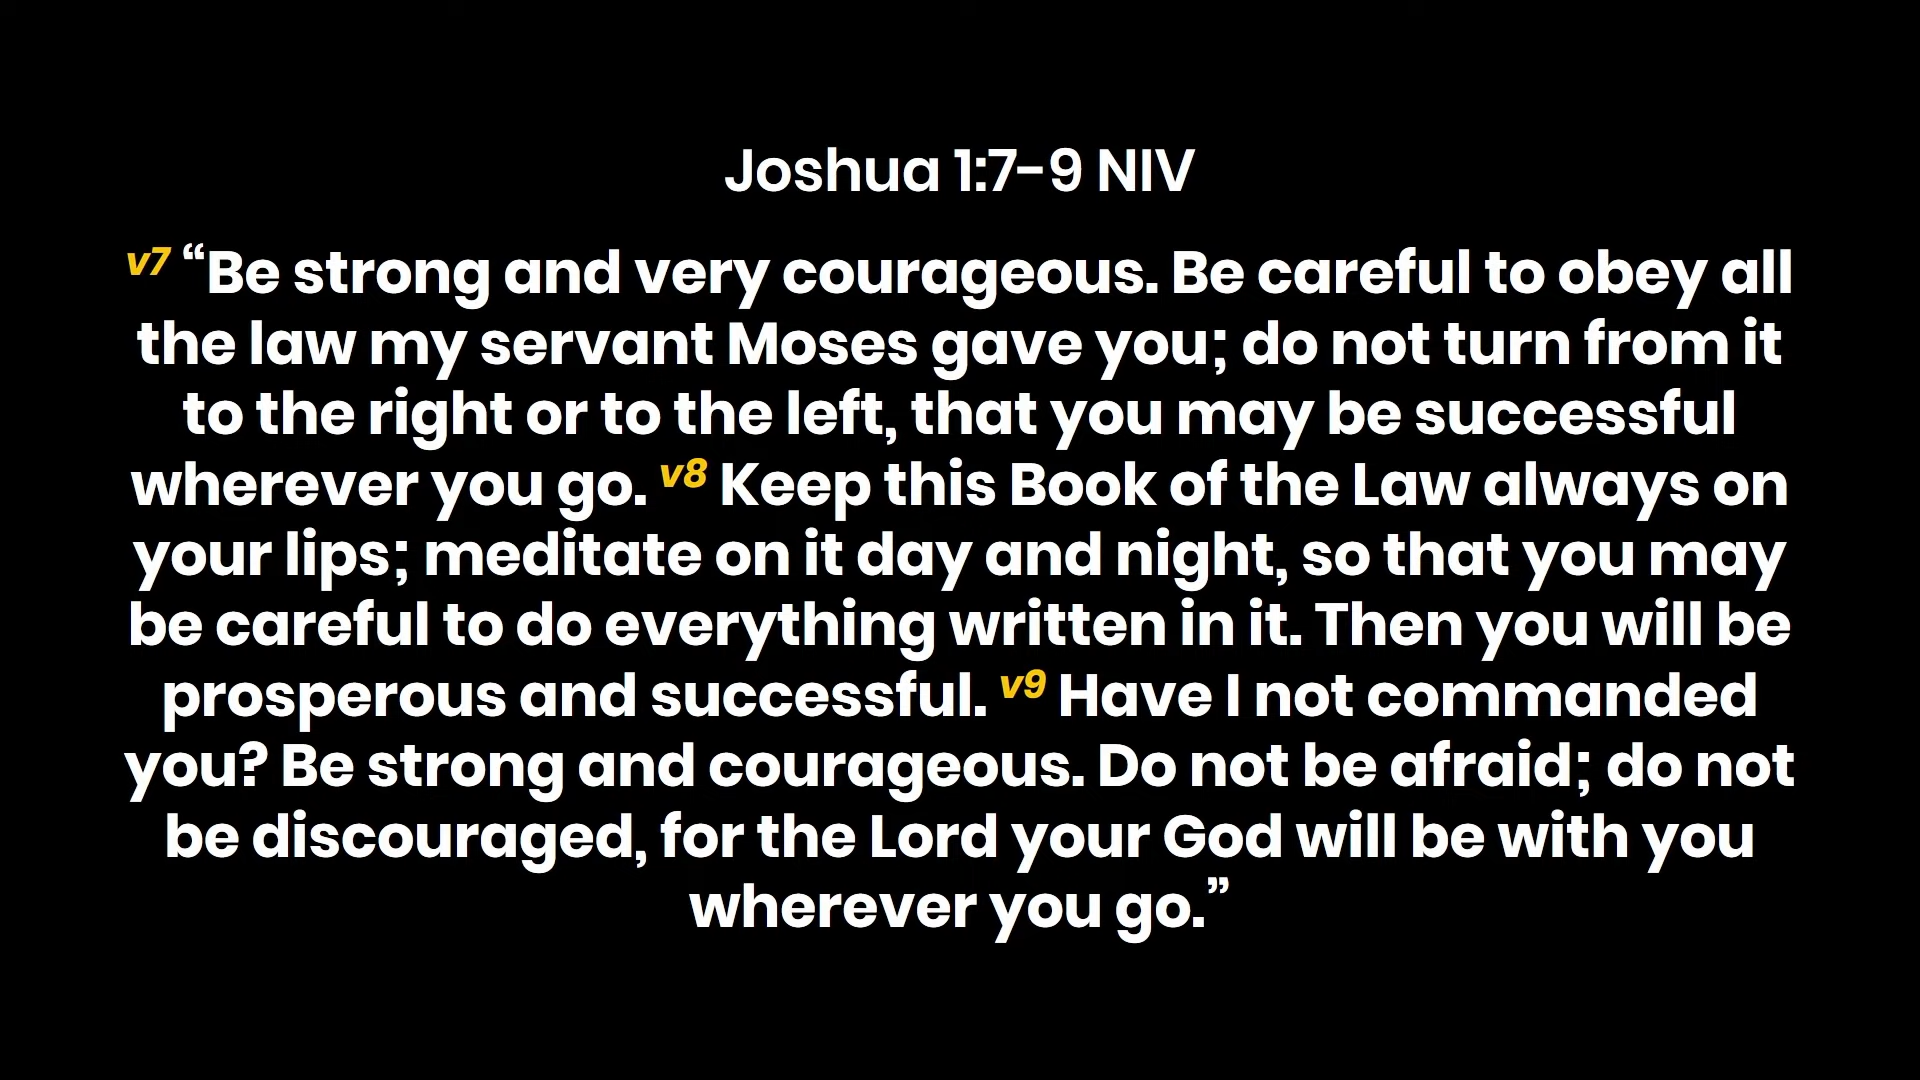 Joshua 1:7-9 NIV
v7 “Be strong and very courageous. Be careful to obey all
the law my servant Moses gave you; do not turn from it
to the right or to the left, that you may be successful
wherever you go. v8 Keep this Book of the Law always on
your lips; meditate on it day and night, so that you may
be careful to do everything written in it. Then you will be
prosperous and successful. v9 Have I not commanded
you? Be strong and courageous. Do not be afraid; do not
be discouraged, for the Lord your God will be with you
wherever you go.”